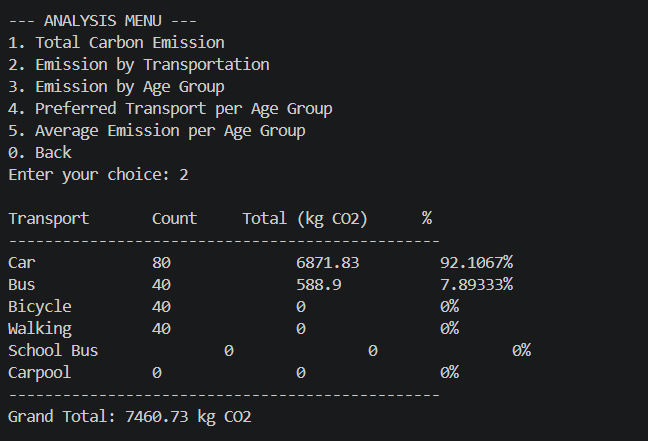 --- ANALYSIS MENU ---
1. Total Carbon Emission
2. Emission by Transportation
3. Emission by Age Group
4. Preferred Transport per Age Group
5. Average Emission per Age Group
0. Back
Enter your choice: 2

Transport       Count     Total (kg CO2)      %
------------------------------------------------
Car             80              6871.83         92.1067%
Bus             40              588.9           7.89333%
Bicycle         40              0               0%
Walking         40              0               0%
School Bus              0               0               0%
Carpool         0               0               0%
------------------------------------------------
Grand Total: 7460.73 kg CO2